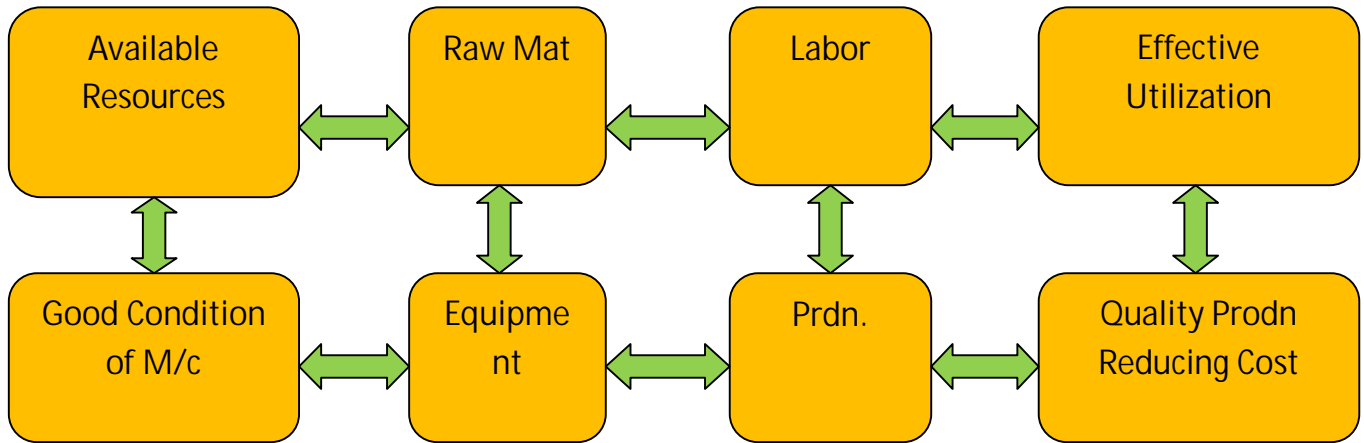 Available
Resources
Raw Mat
Labor
Effective
Utilization
Good Condition
of M/c
Equipme
nt
Prdn.
Quality Prodn
Reducing Cost